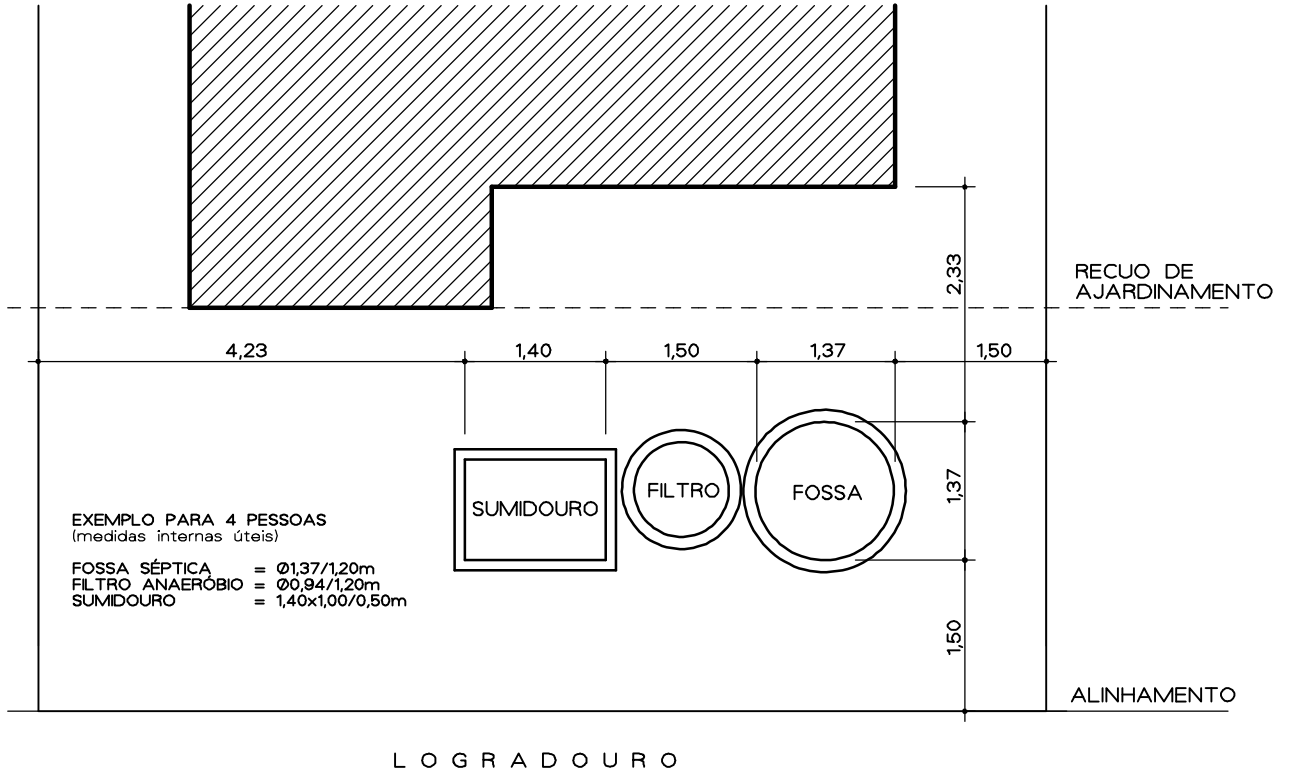 2,33
RECUO DE
AJARDINAMENTO
4,23
1,40
1,50
1,37
1,50
SUMIDOURO
FILTRO
FOSSA
1,37
EXEMPLO PARA 4 PESSOAS
(medidas internas úteis)
FOSSA SÉPTICA = Ø1,37/1,20m
FILTRO ANAERÓBIO = Ø0,94/1,20m
SUMIDOURO = 1,40x1,00/0,50m
1,50
ALINHAMENTO
LOGRADOURO